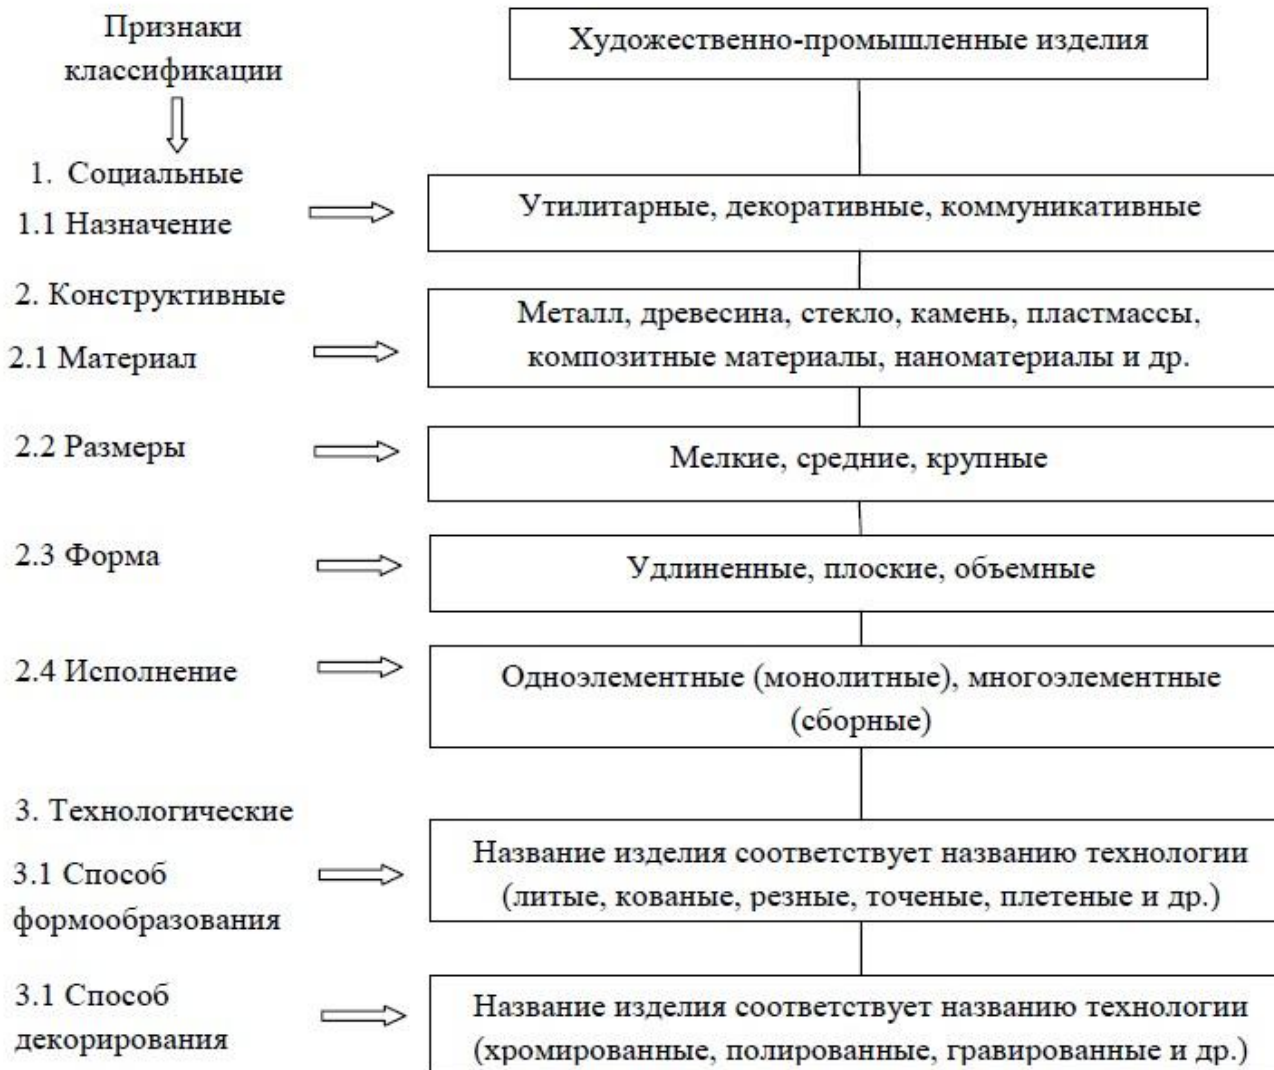 Признаки
классификации
Художественно-промышленные изделия
1. Социальные
1.1 Назначение
Утилитарные, декоративные, коммуникативные
2. Конструктивные
2.1 Материал
Металл, древесина, стекло, камень, пластмассы,
композитные материалы, наноматериалы и др.
2.2 Размеры
Мелкие, средние, крупные
2.3 Форма
Удлиненные, плоские, объемные
2.4 Исполнение
Одноэлементные (монолитные), многоэлементные
(сборные)
3. Технологические
3.1 Способ
формообразования
Название изделия соответствует названию технологии
(литые, кованые, резные, точеные, плетеные и др.)
3.1 Способ
декорирования
Название изделия соответствует названию технологии
(хромированные, полированные, гравированные и др.)